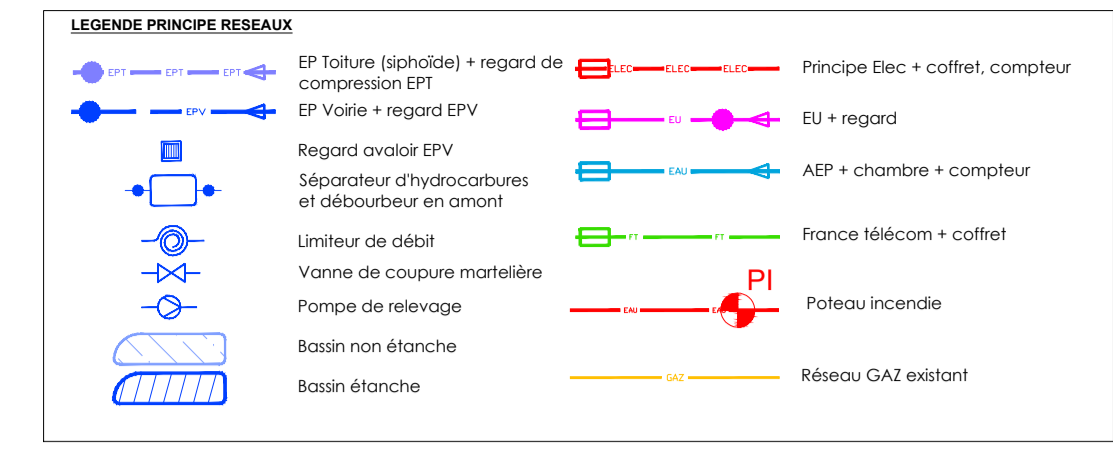 LEGENDE PRINCIPE RESEAUX
EPT EPT EPT
EP Toiture (siphoïde) + regard de
compression EPT
EPV
EP Voirie + regard EPV
Regard avaloir EPV
Séparateur d'hydrocarbures
et débourbeur en amont
Limiteur de débit
Vanne de coupure martelière
Pompe de relevage
Bassin non étanche
Bassin étanche
ELEC ELEC ELEC
Principe Elec + coffret, compteur
EU
EU + regard
EAU
AEP + chambre + compteur
FT FT
France télécom + coffret
PI
EAU EAU
Poteau incendie
GAZ
Réseau GAZ existant